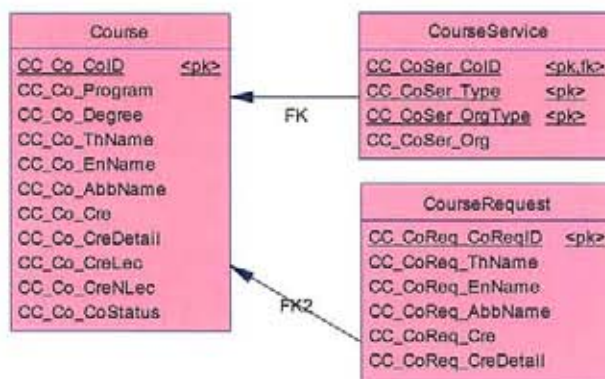 Course
CC_Co_CoID <pk>
CC_Co_Program
CC_Co_Degree
CC_Co_ThName
CC_Co_EnName
CC_Co_AbbName
CC_Co_Cre
CC_Co_CreDetail
CC_Co_CreLec
CC_Co_CreNLec
CC_Co_CoStatus
FK
FK2
CourseService
CC_CoSer_CoID <pk,fk>
CC_CoSer_Type <pk>
CC_CoSer_OrgType <pk>
CC_CoSer_Org
CourseRequest
CC_CoReq_CoReqID <pk>
CC_CoReq_ThName
CC_CoReq_EnName
CC_CoReq_AbbName
CC_CoReq_Cre
CC_CoReq_CreDetail